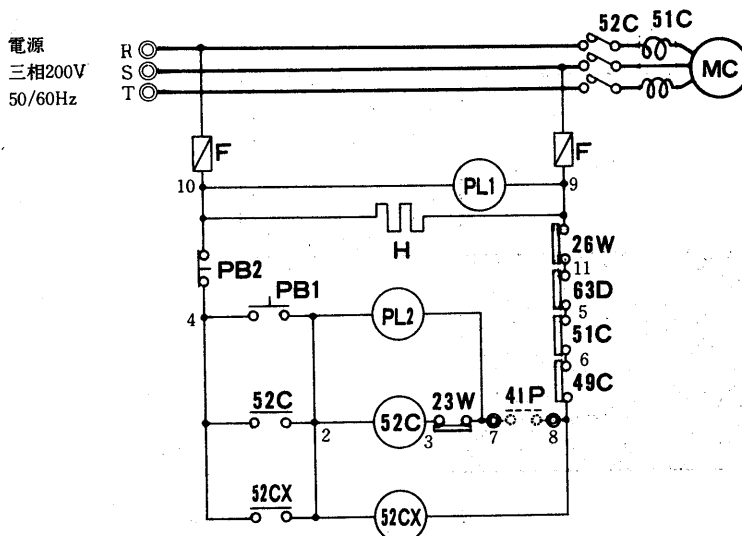 52C 51C
電源
三相200V
50/60Hz
R
S
T
MC
F
F
10
PL1
9
H
26W
11
PB2
63D
5
PB1
4
PL2
51C
6
49C
52C
23W
41P
2
52C
3
7
8
52CX
52CX